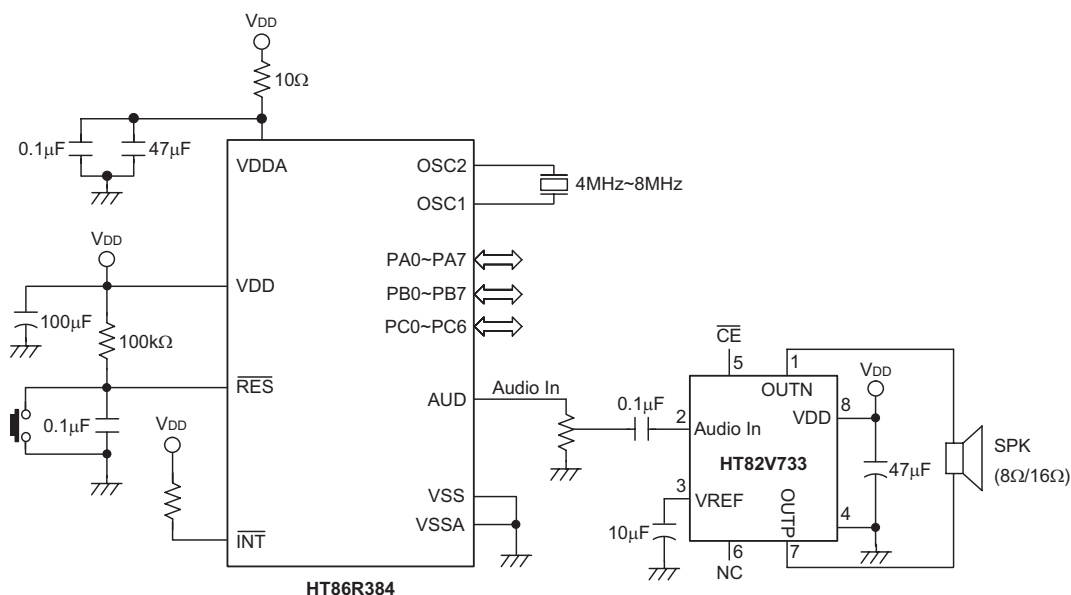 VDD
10Ω
0.1μF
47μF
VDDA
OSC2
OSC1
4MHz~8MHz
VDD
VDD
100μF
100kΩ
PA0~PA7
PB0~PB7
PC0~PC6
RES
0.1μF
VDD
INT
AUD
Audio In
VSS
VSSA
HT86R384
CE
5
1
OUTN
VDD
VDD
8
0.1μF
2
Audio In
HT82V733
47μF
SPK
(8Ω/16Ω)
3
VREF
10μF
OUTP
4
6
NC
7